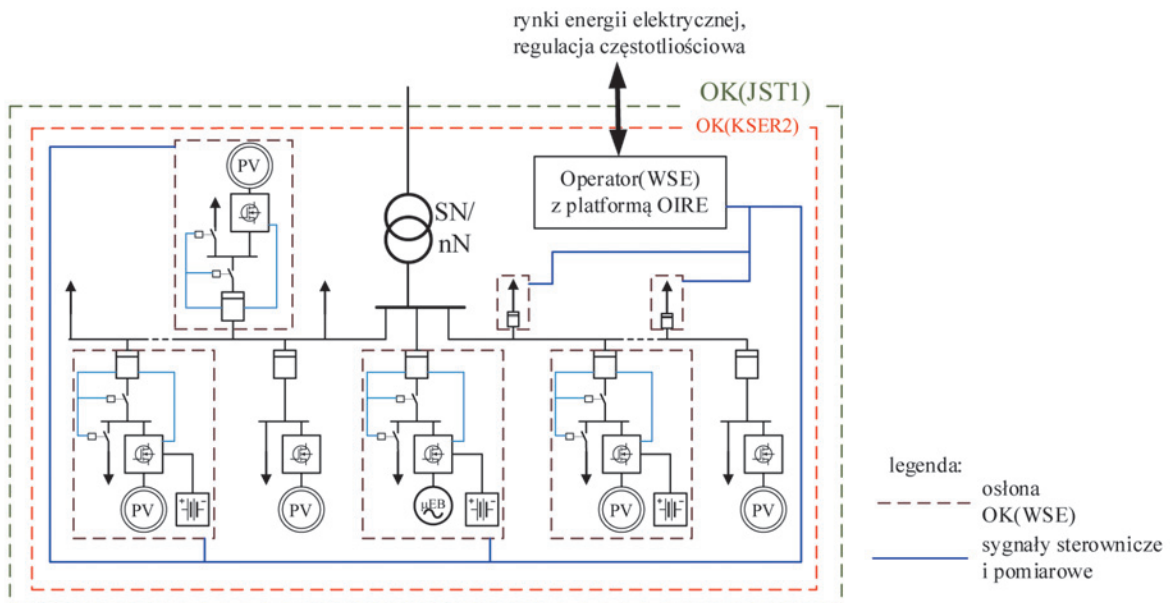 rynki energii elektrycznej,
regulacja częstotliościowa
OK(JST1)
OK(KSER2)
PV
Operator(WSE)
z platformą OIRE
SN/
nN
PV
PV
μEB
PV
PV
legenda:
osłona
OK(WSE)
sygnały sterownicze
i pomiarowe